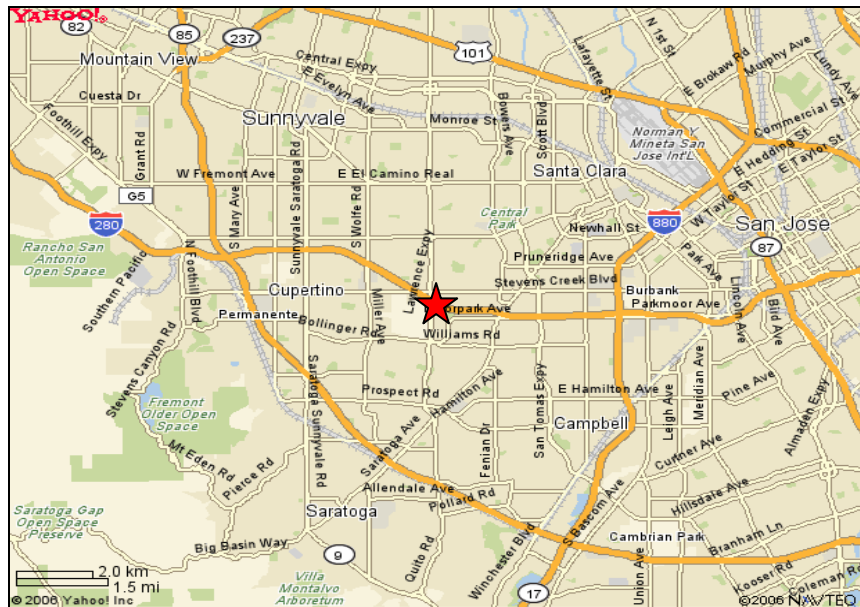 YAHOO!®
82
85
237
101
N 1st St
E Brokaw Rd
Murphy Ave
Lundy Ave
Mountain View
Central Expy
E Evelyn Ave
Lafayette St
Cuesta Dr
Foothill Expy
Grant Rd
Sunnyvale
Monroe St
Bowers Ave
Scott Blvd
Commercial St
Norman Y
Mineta San
Jose Int'L
E Hedding St
E Taylor St
W Fremont Ave
E El Camino Real
Santa Clara
G5
S Mary Ave
Sunnyvale Saratoga Rd
S Wolfe Rd
W Taylor St
280
Central
Park
Newhall St
880
San Jose
Rancho San
Antonio
Open Space
N Foothill Blvd
Lawrence Expy
Pruneridge Ave
Park Ave
87
Southern Pacific
Stevens Creek Blvd
Cupertino
Miller Ave
Burbank
Parkmoor Ave
Lincoln Ave
Bird Ave
Permanente
orpark Ave
Bollinger Rd
Williams Rd
Stevens Canyon Rd
Saratoga Sunnyvale Rd
Prospect Rd
Hamilton Ave
E Hamilton Ave
San Tomas Expy
Leigh Ave
Meridian Ave
Pine Ave
Almaden Expy
Fremont
Older Open
Space
Campbell
Mt Eden Rd
Saratoga Ave
Fenian Dr
Curtner Ave
Pierce Rd
Allendale Ave
Pollard Rd
Hillsdale Ave
Saratoga Gap
Open Space
Preserve
Saratoga
Winchester Blvd
S Bascom Ave
Cambrian Park
Branham Ln
Big Basin Way
9
Quito Rd
Union Ave
Kooser Rd
Coleman Rd
2.0 km
1.5 mi
Villa
Montalvo
Arboretum
17
© 2006 Yahoo! Inc
©2006 NAVTEQ